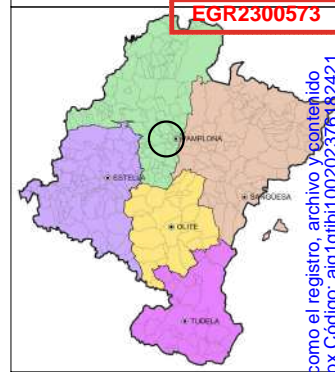 EGR2300573
PAMPLONA
ESTELLA
SANGÜESA
OLITE
TUDELA
como el registro, archivo y contenido